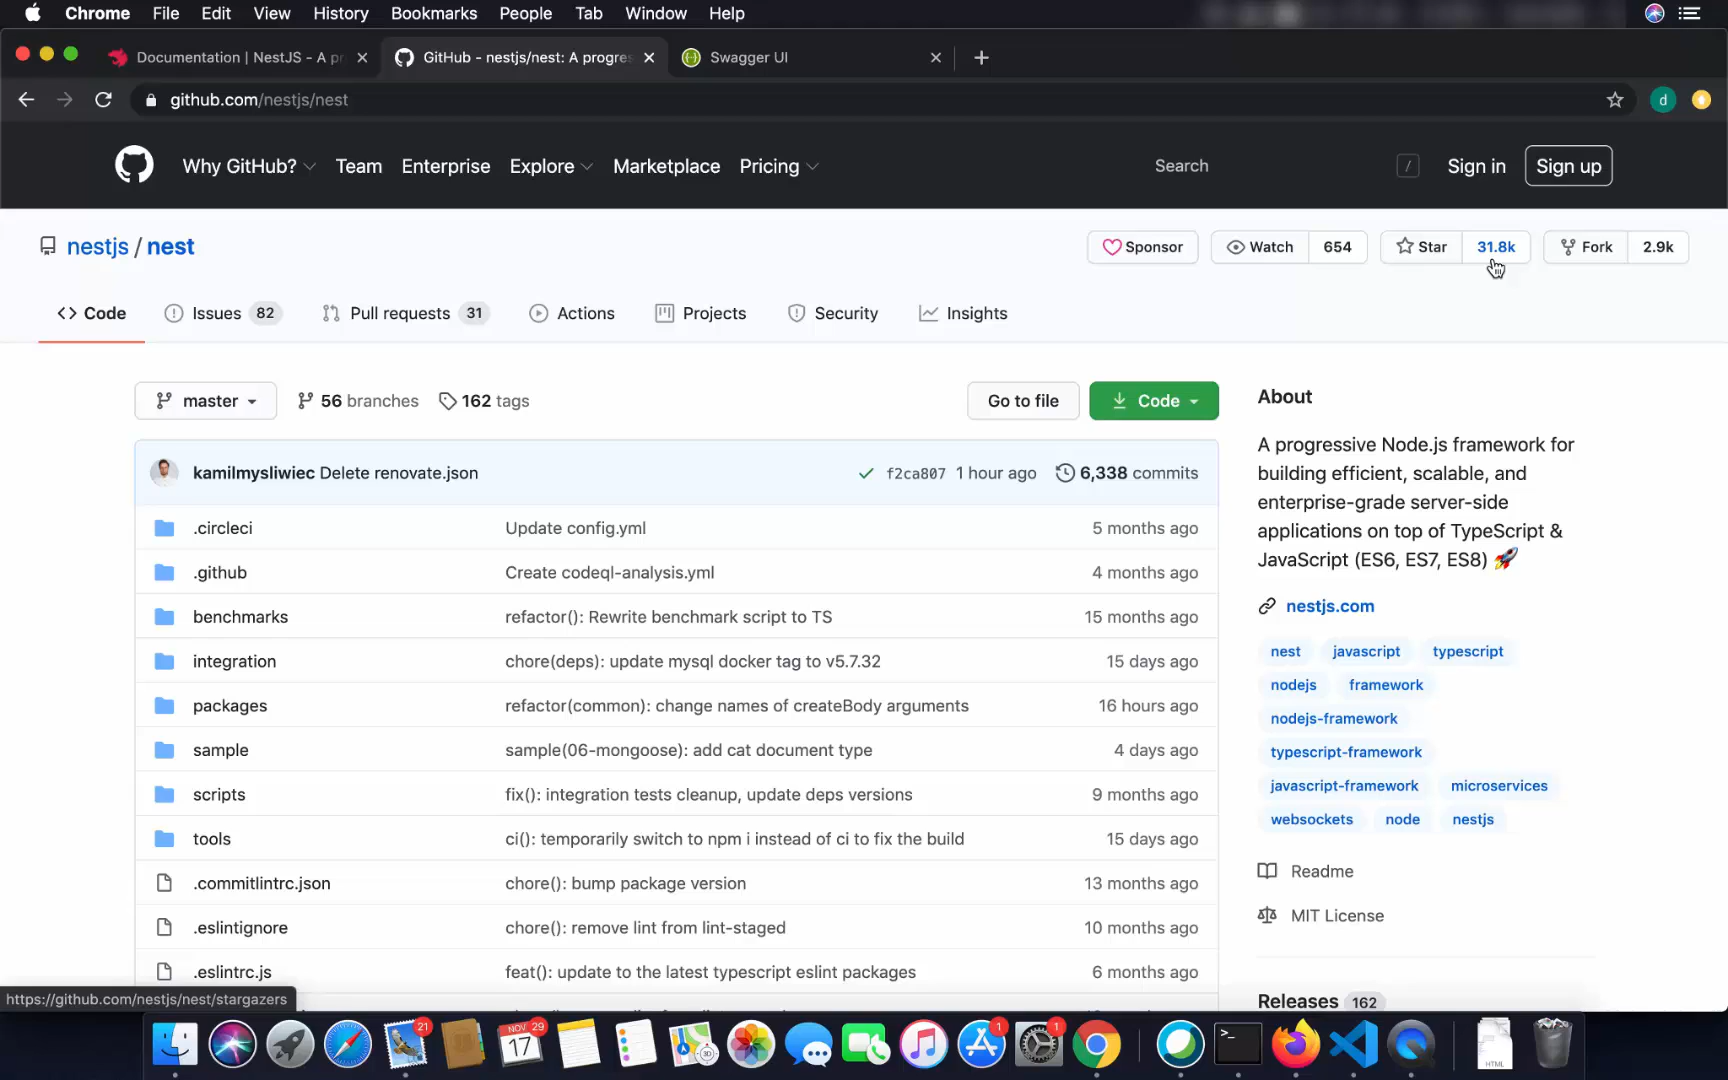 Chrome File Edit View History Bookmarks People Tab Window Help
Documentation | NestJS - A pr
GitHub - nestjs/nest: A progres
Swagger UI
github.com/nestjs/nest
d
Why GitHub? Team Enterprise Explore Marketplace Pricing Search / Sign in Sign up
nestjs / nest
Sponsor Watch 654 Star 31.8k Fork 2.9k
Code Issues 82 Pull requests 31 Actions Projects Security Insights
master 56 branches 162 tags Go to file Code
kamilmysliwiec Delete renovate.json f2ca807 1 hour ago 6,338 commits
.circleci Update config.yml 5 months ago
.github Create codeql-analysis.yml 4 months ago
benchmarks refactor(): Rewrite benchmark script to TS 15 months ago
integration chore(deps): update mysql docker tag to v5.7.32 15 days ago
packages refactor(common): change names of createBody arguments 16 hours ago
sample sample(06-mongoose): add cat document type 4 days ago
scripts fix(): integration tests cleanup, update deps versions 9 months ago
tools ci(): temporarily switch to npm i instead of ci to fix the build 15 days ago
.commitlintrc.json chore(): bump package version 13 months ago
.eslintignore chore(): remove lint from lint-staged 10 months ago
.eslintrc.js feat(): update to the latest typescript eslint packages 6 months ago
About
A progressive Node.js framework for
building efficient, scalable, and
enterprise-grade server-side
applications on top of TypeScript &
JavaScript (ES6, ES7, ES8) 🚀
nestjs.com
nest javascript typescript
nodejs framework
nodejs-framework
typescript-framework
javascript-framework microservices
websockets node nestjs
Readme
MIT License
Releases 162
https://github.com/nestjs/nest/stargazers
21
NOV 29
17
3D
1
1
>_
HTML